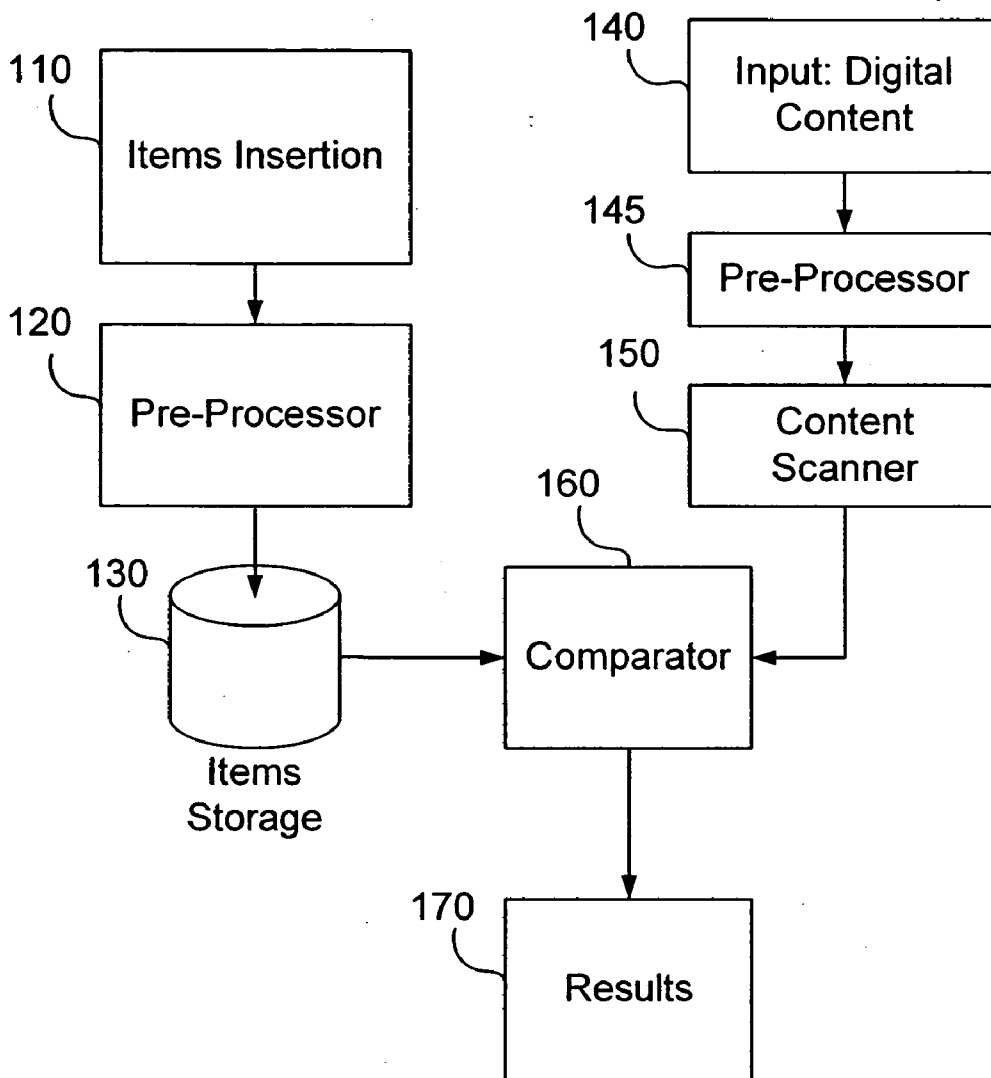 110
Items Insertion
120
Pre-Processor
130
Items
Storage
140
Input: Digital
Content
145
Pre-Processor
150
Content
Scanner
160
Comparator
170
Results